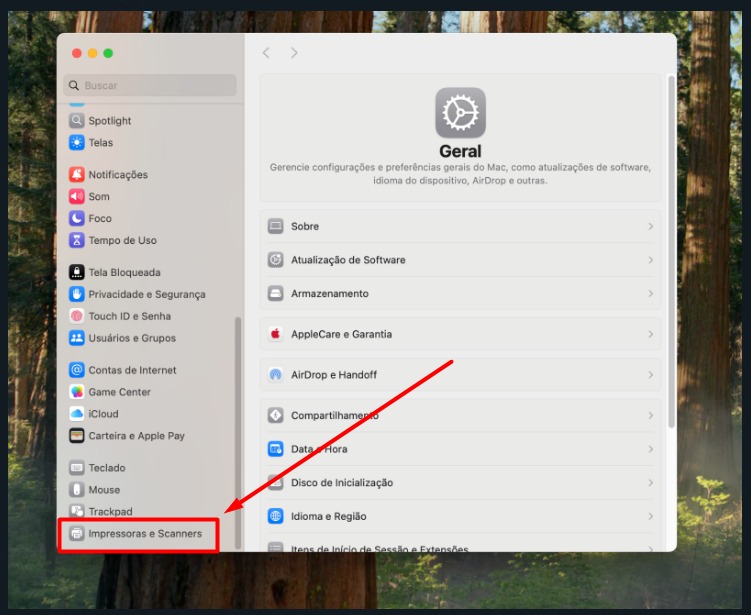 Buscar
Spotlight
Telas
Notificações
Som
Foco
Tempo de Uso
Tela Bloqueada
Privacidade e Segurança
Touch ID e Senha
Usuários e Grupos
Contas de Internet
Game Center
iCloud
Carteira e Apple Pay
Teclado
Mouse
Trackpad
Impressoras e Scanners
Geral
Gerencie configurações e preferências gerais do Mac, como atualizações de software,
idioma do dispositivo, AirDrop e outras.
Sobre
Atualização de Software
Armazenamento
AppleCare e Garantia
AirDrop e Handoff
Compartilhamento
Data e Hora
Disco de Inicialização
Idioma e Região
Itens de Início de Sessão e Extensões